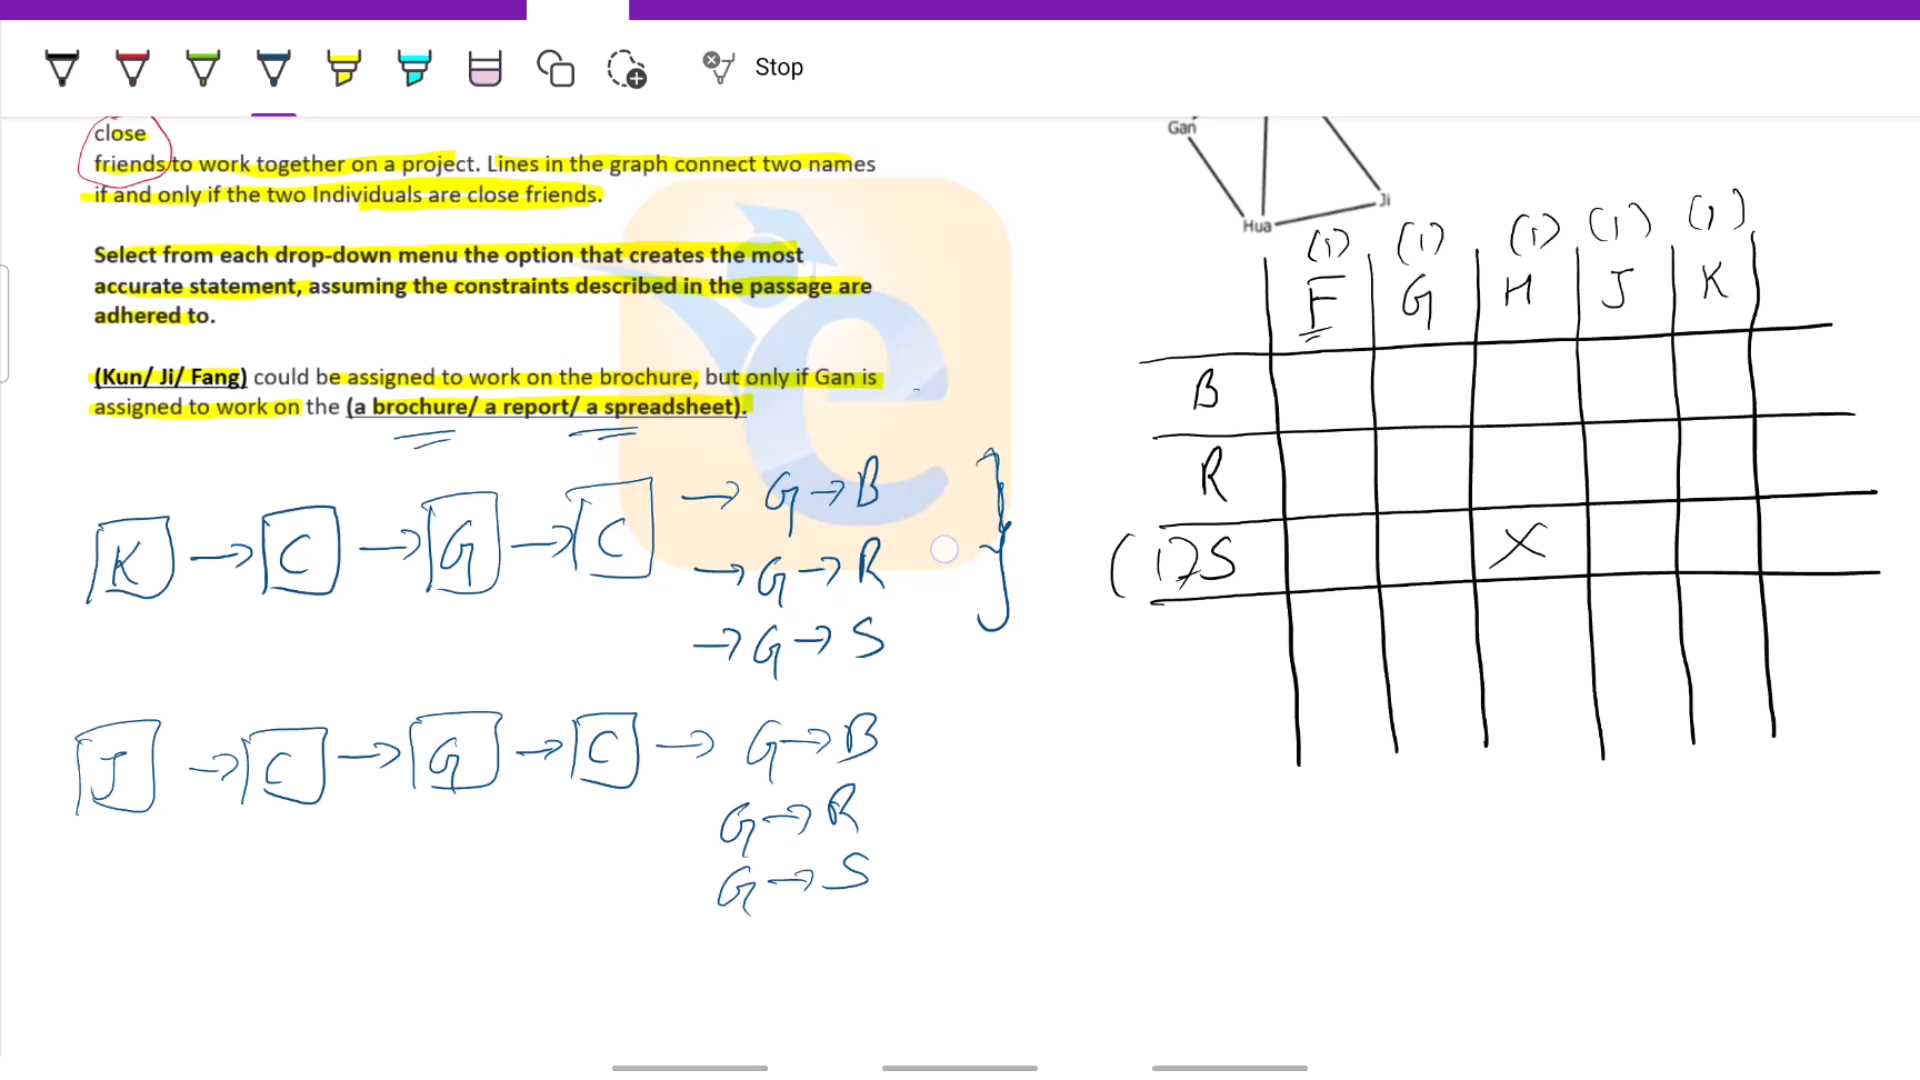 Stop
close
friends to work together on a project. Lines in the graph connect two names
if and only if the two Individuals are close friends.
Select from each drop-down menu the option that creates the most
accurate statement, assuming the constraints described in the passage are
adhered to.
(Kun/ Ji/ Fang) could be assigned to work on the brochure, but only if Gan is
assigned to work on the (a brochure/ a report/ a spreadsheet).
K → C → G → C → G → B
→ G → R
→ G → S
J → C → G → C → G → B
G → R
G → S
Gan
Ji
Hua
(1) (1) (1) (1) (1)
F G H J K
B
R
(1) S X